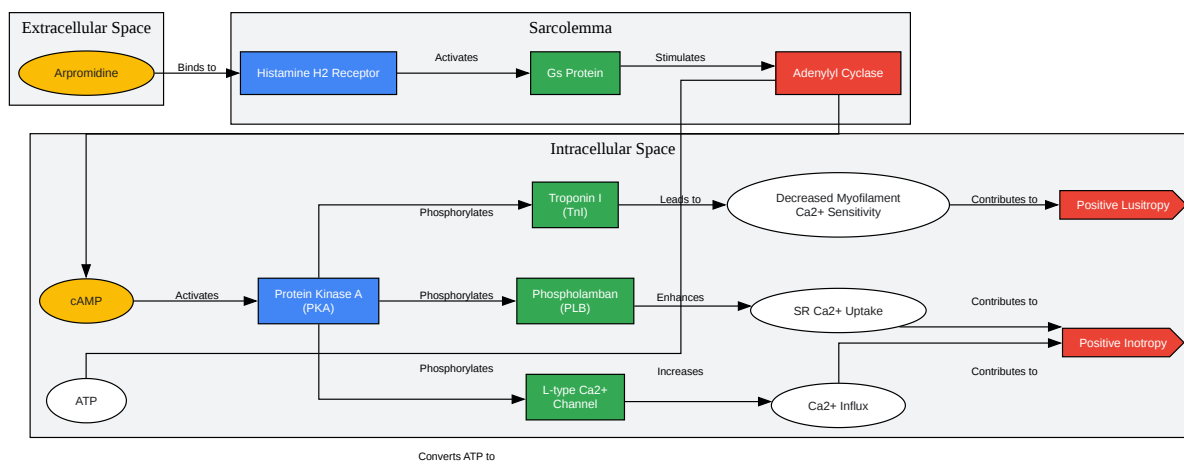 Extracellular Space
Sarcolemma
Arpromidine
Binds to
Histamine H2 Receptor
Activates
Gs Protein
Stimulates
Adenylyl Cyclase
Intracellular Space
Phosphorylates
Troponin I
(TnI)
Leads to
Decreased Myofilament
Ca2+ Sensitivity
Contributes to
Positive Lusitropy
cAMP
Activates
Protein Kinase A
(PKA)
Phosphorylates
Phospholamban
(PLB)
Enhances
SR Ca2+ Uptake
Contributes to
Positive Inotropy
ATP
Phosphorylates
L-type Ca2+
Channel
Increases
Ca2+ Influx
Contributes to
Converts ATP to